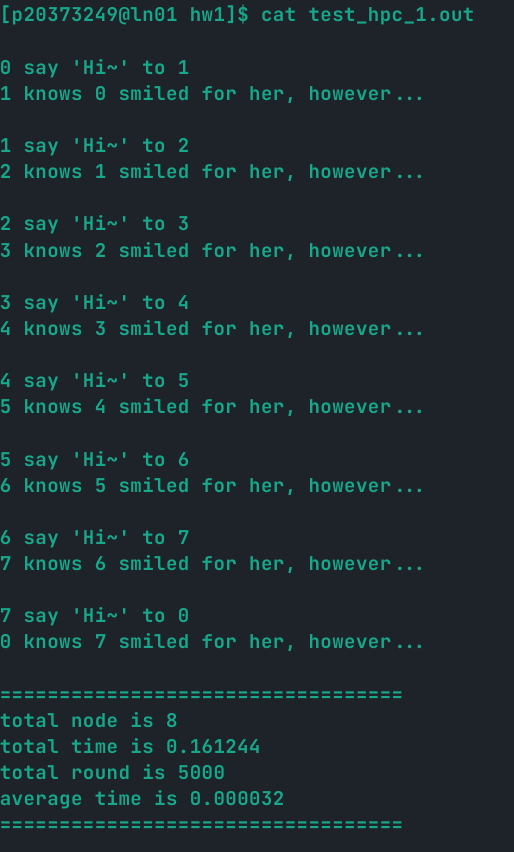 [p20373249@ln01 hw1]$ cat test_hpc_1.out
0 say 'Hi~' to 1
1 knows 0 smiled for her, however...
1 say 'Hi~' to 2
2 knows 1 smiled for her, however...
2 say 'Hi~' to 3
3 knows 2 smiled for her, however...
3 say 'Hi~' to 4
4 knows 3 smiled for her, however...
4 say 'Hi~' to 5
5 knows 4 smiled for her, however...
5 say 'Hi~' to 6
6 knows 5 smiled for her, however...
6 say 'Hi~' to 7
7 knows 6 smiled for her, however...
7 say 'Hi~' to 0
0 knows 7 smiled for her, however...
==================================
total node is 8
total time is 0.161244
total round is 5000
average time is 0.000032
==================================